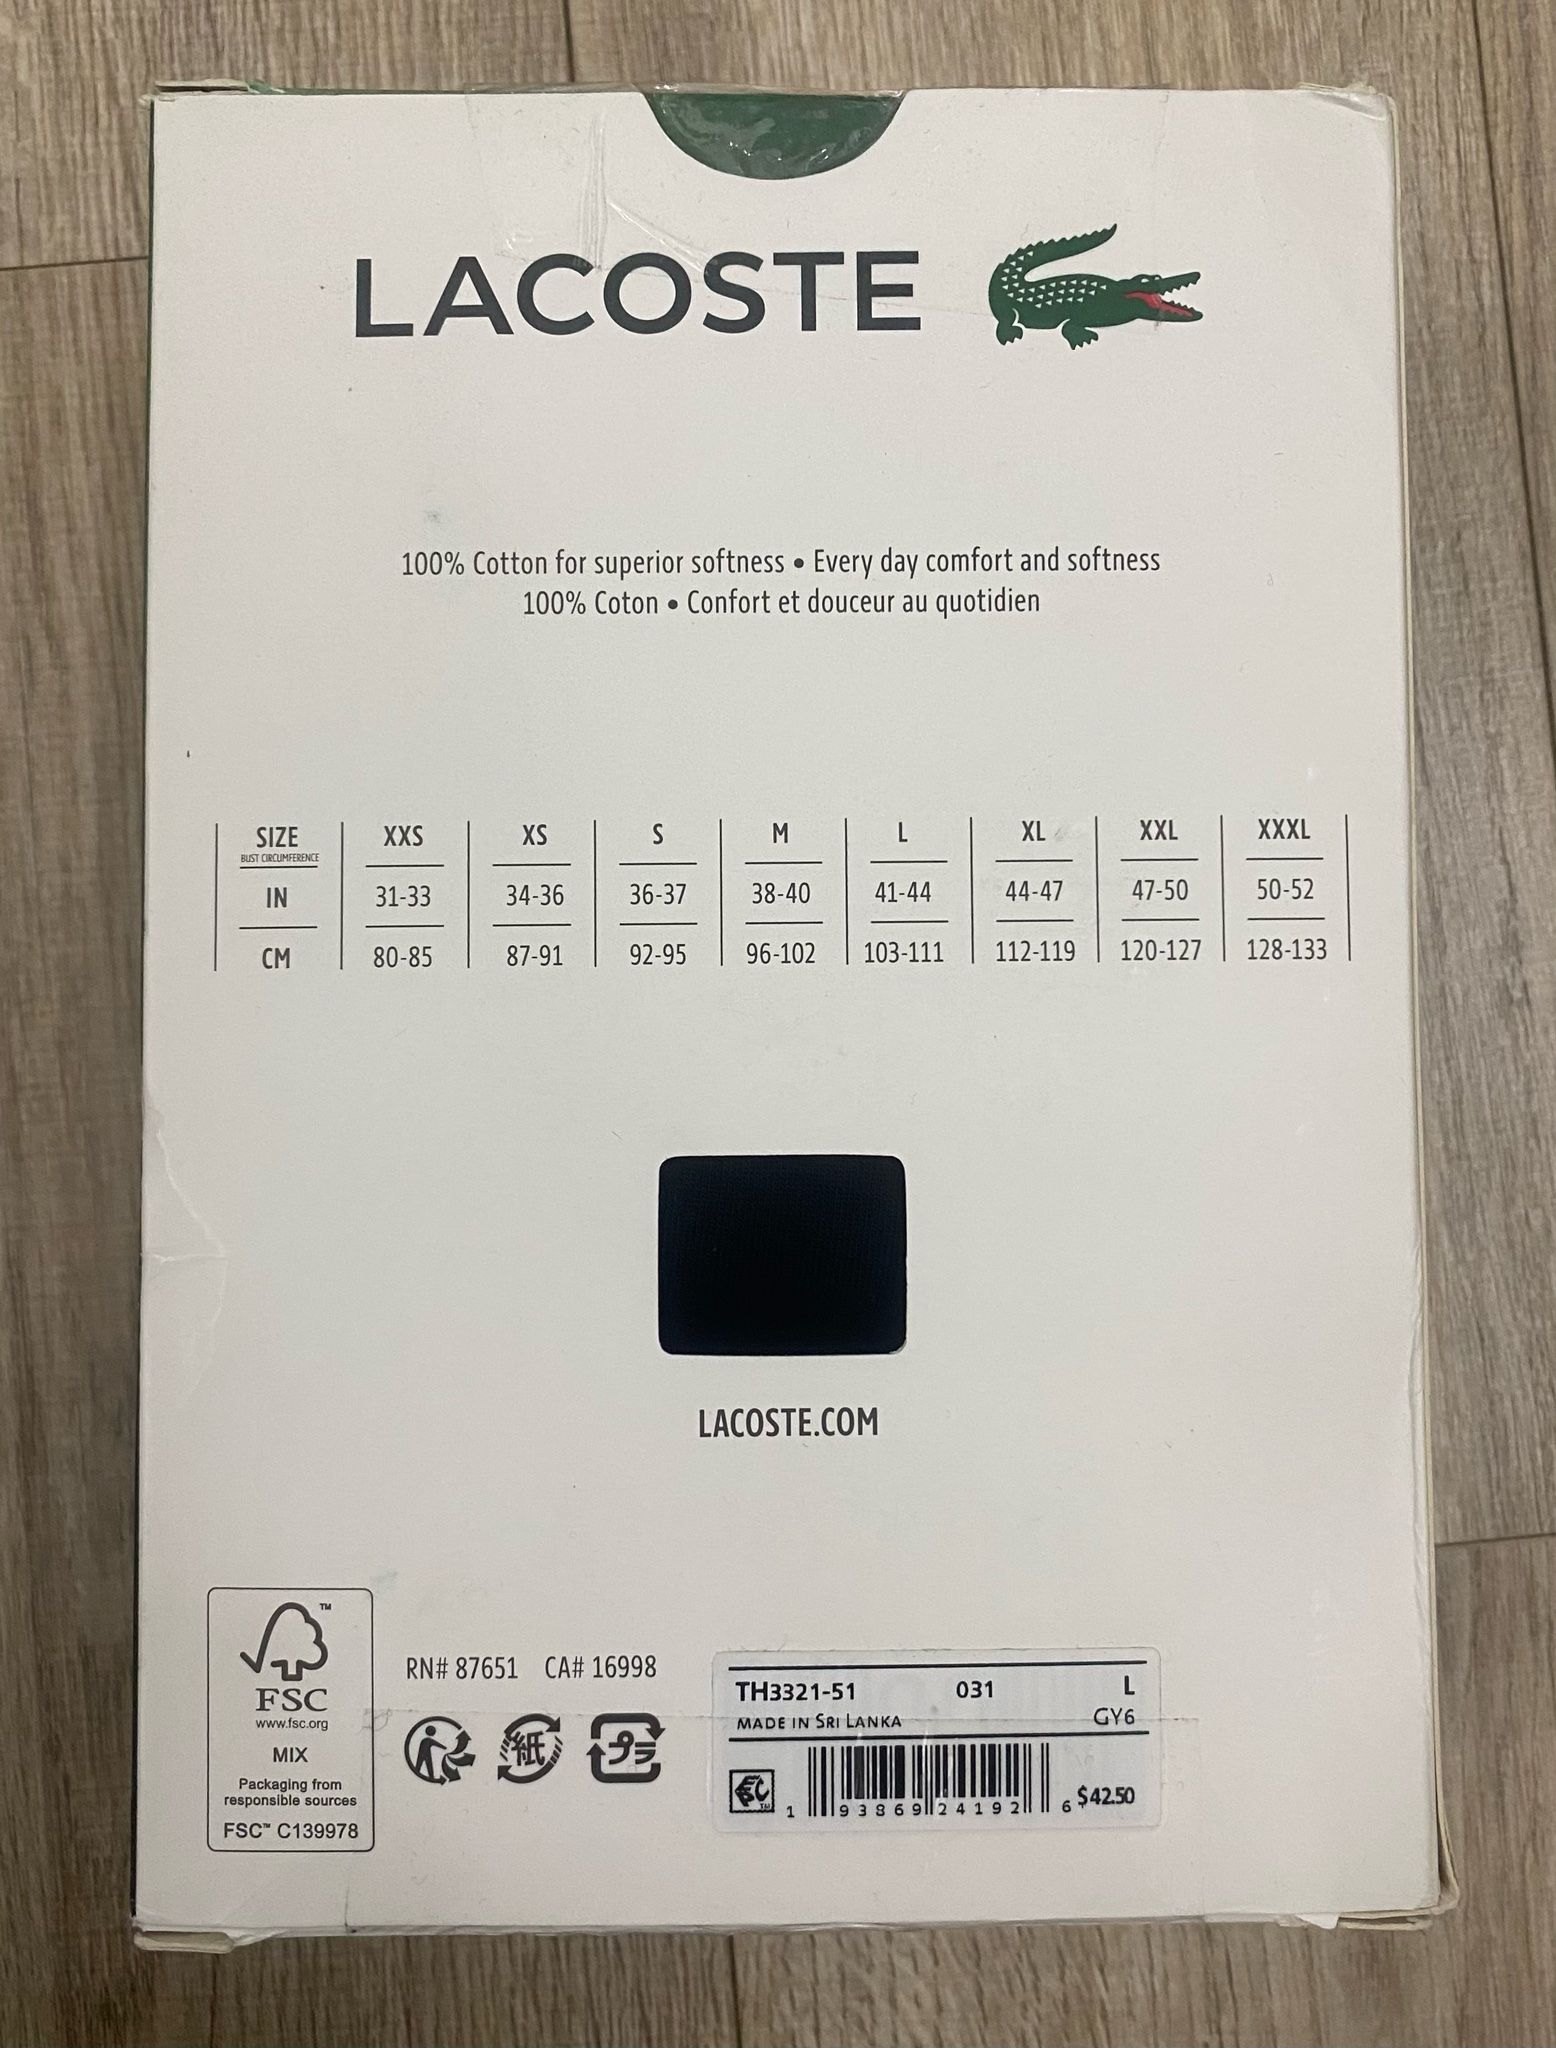 LACOSTE
100% Cotton for superior softness • Every day comfort and softness
100% Coton • Confort et douceur au quotidien
SIZE XXS XS S M L XL XXL XXXL
BUST CIRCUMFERENCE
IN 31-33 34-36 36-37 38-40 41-44 44-47 47-50 50-52
CM 80-85 87-91 92-95 96-102 103-111 112-119 120-127 128-133
LACOSTE.COM
™
FSC
www.fsc.org
MIX
Packaging from
responsible sources
FSC™ C139978
RN# 87651 CA# 16998
紙
プラ
TH3321-51 031 L
MADE IN SRI LANKA GY6
1 93869 24192 6 $42.50